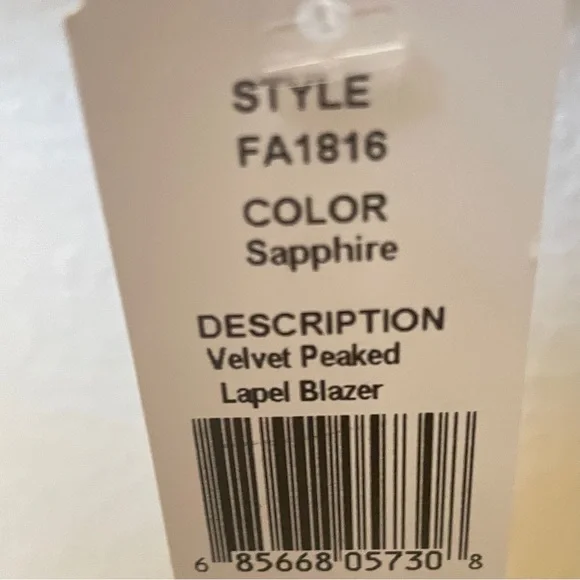 STYLE
FA1816
COLOR
Sapphire
DESCRIPTION
Velvet Peaked
Lapel Blazer
6 85668 05730 8